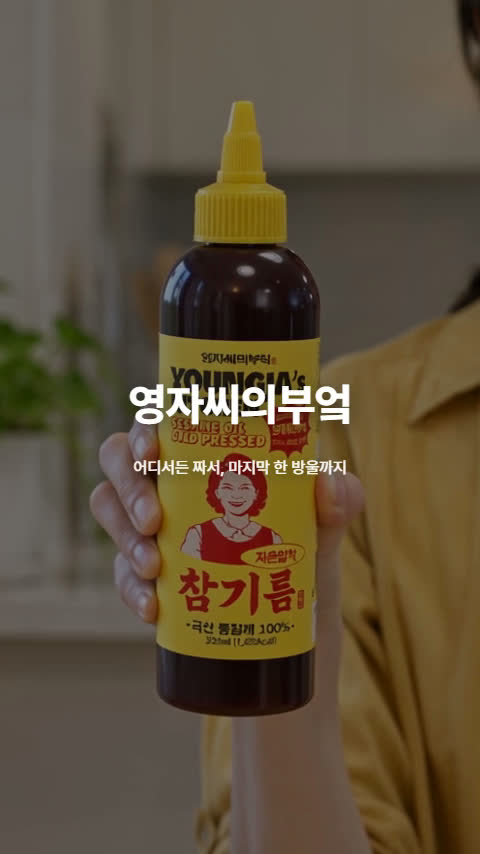 영자씨의부엌
YOUNGJA's
영자씨의부엌
SESAME OIL
COLD PRESSED
어디서든 짜서, 마지막 한 방울까지
저온압착
참기름
국산 통참깨 100%